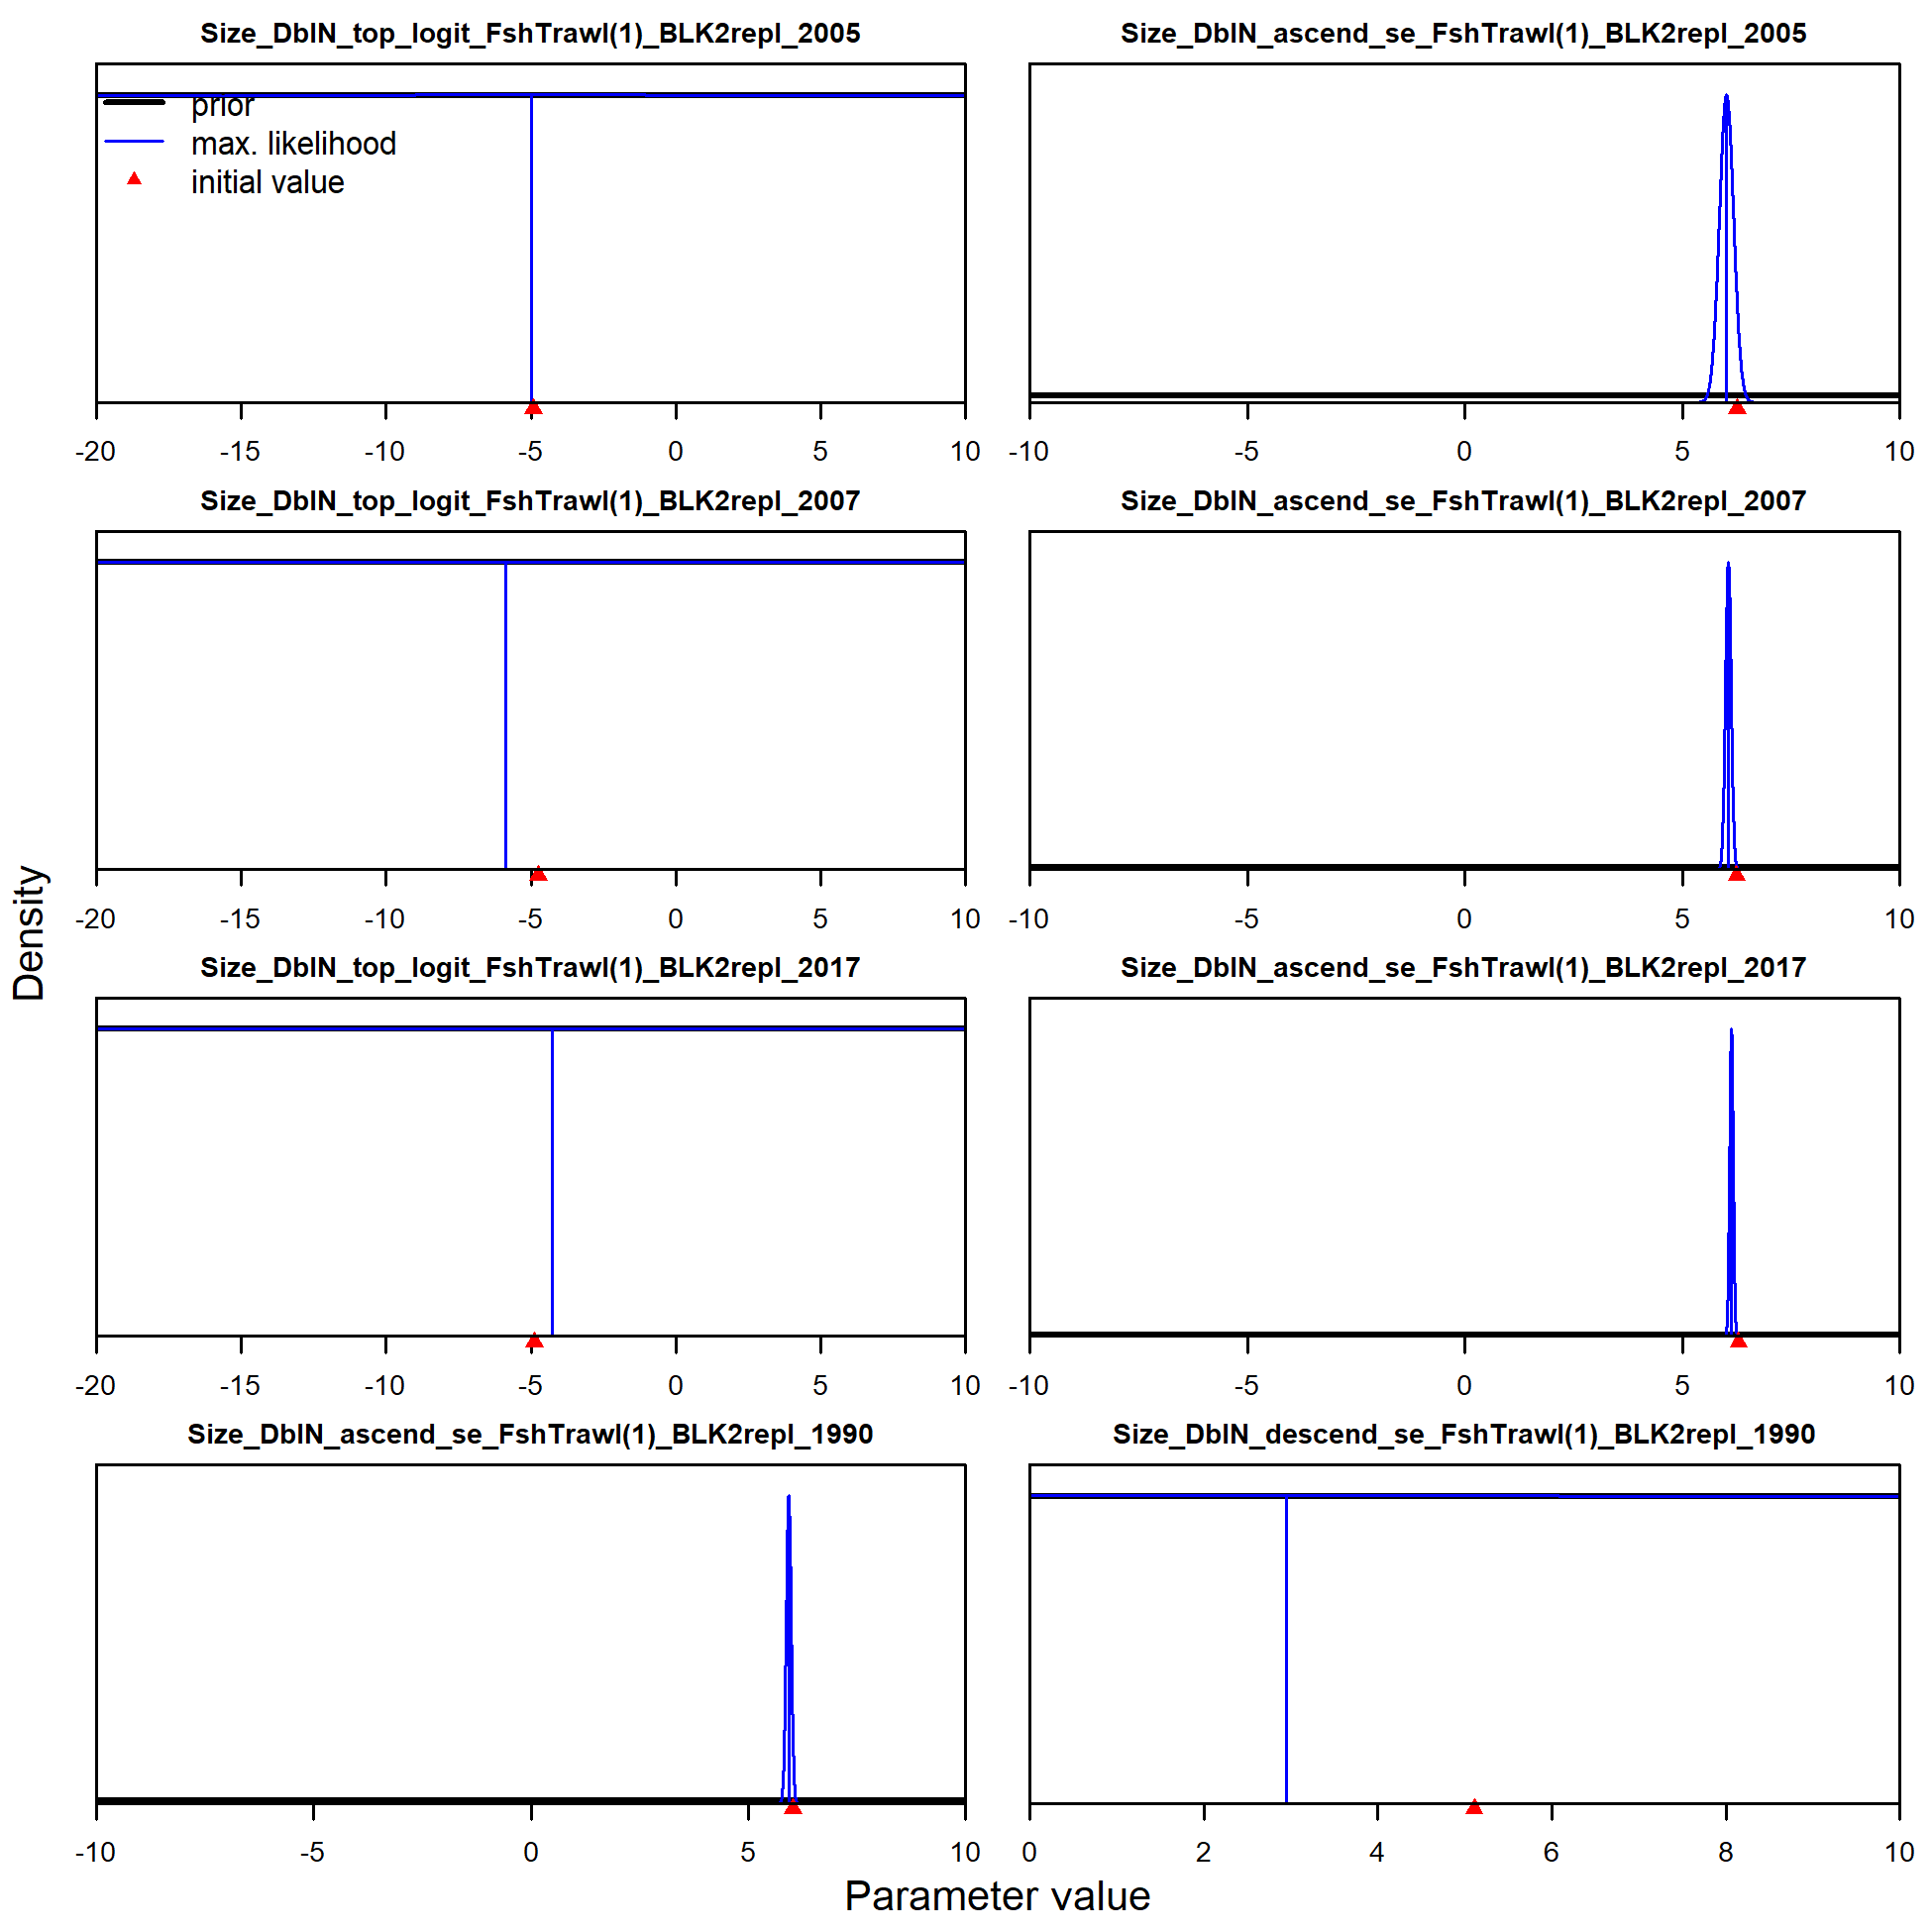 Size_DblN_top_logit_FshTrawl(1)_BLK2repl_2005
prior
max. likelihood
initial value
-20 -15 -10 -5 0 5 10
Size_DblN_ascend_se_FshTrawl(1)_BLK2repl_2005
-10 -5 0 5 10
Size_DblN_top_logit_FshTrawl(1)_BLK2repl_2007
-20 -15 -10 -5 0 5 10
Size_DblN_ascend_se_FshTrawl(1)_BLK2repl_2007
-10 -5 0 5 10
Size_DblN_top_logit_FshTrawl(1)_BLK2repl_2017
-20 -15 -10 -5 0 5 10
Size_DblN_ascend_se_FshTrawl(1)_BLK2repl_2017
-10 -5 0 5 10
Size_DblN_ascend_se_FshTrawl(1)_BLK2repl_1990
-10 -5 0 5 10
Size_DblN_descend_se_FshTrawl(1)_BLK2repl_1990
0 2 4 6 8 10
Density
Parameter value